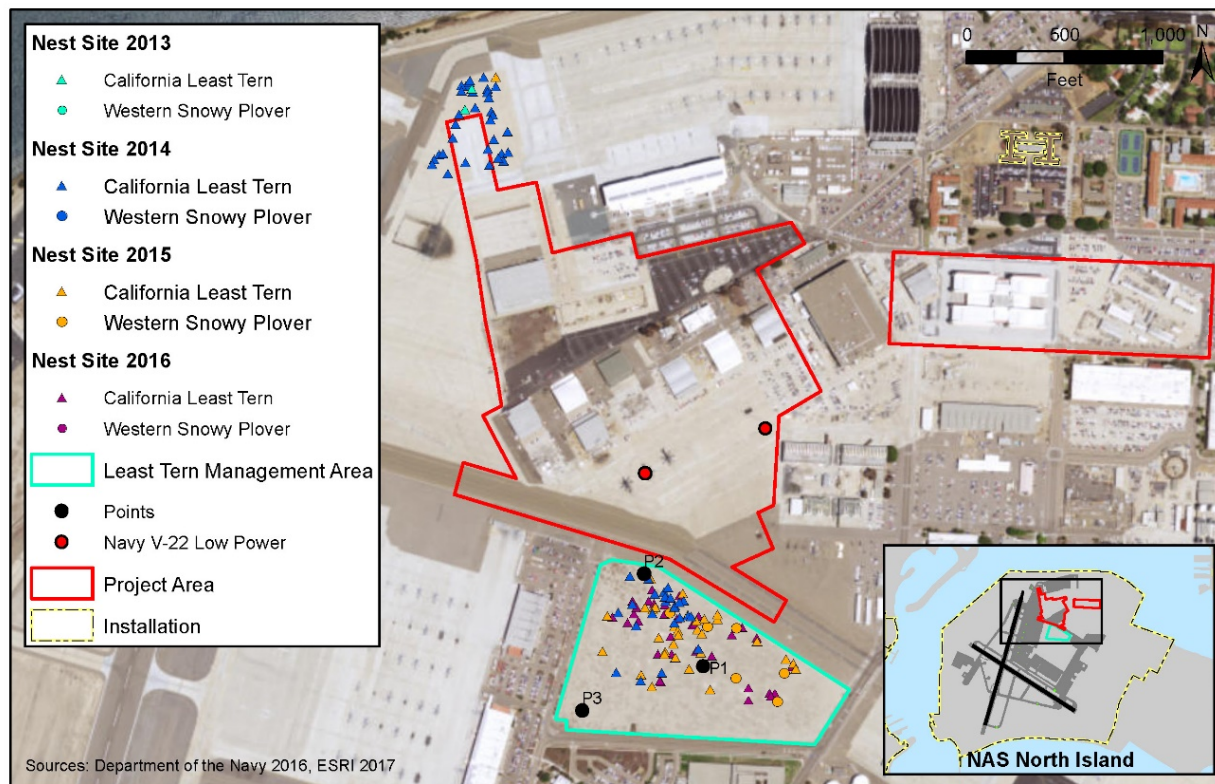 Nest Site 2013
California Least Tern
Western Snowy Plover
Nest Site 2014
California Least Tern
Western Snowy Plover
Nest Site 2015
California Least Tern
Western Snowy Plover
Nest Site 2016
California Least Tern
Western Snowy Plover
Least Tern Management Area
Points
Navy V-22 Low Power
Project Area
Installation
Sources: Department of the Navy 2016, ESRI 2017
0 500 1,000
Feet
N
P2
P1
P3
NAS North Island